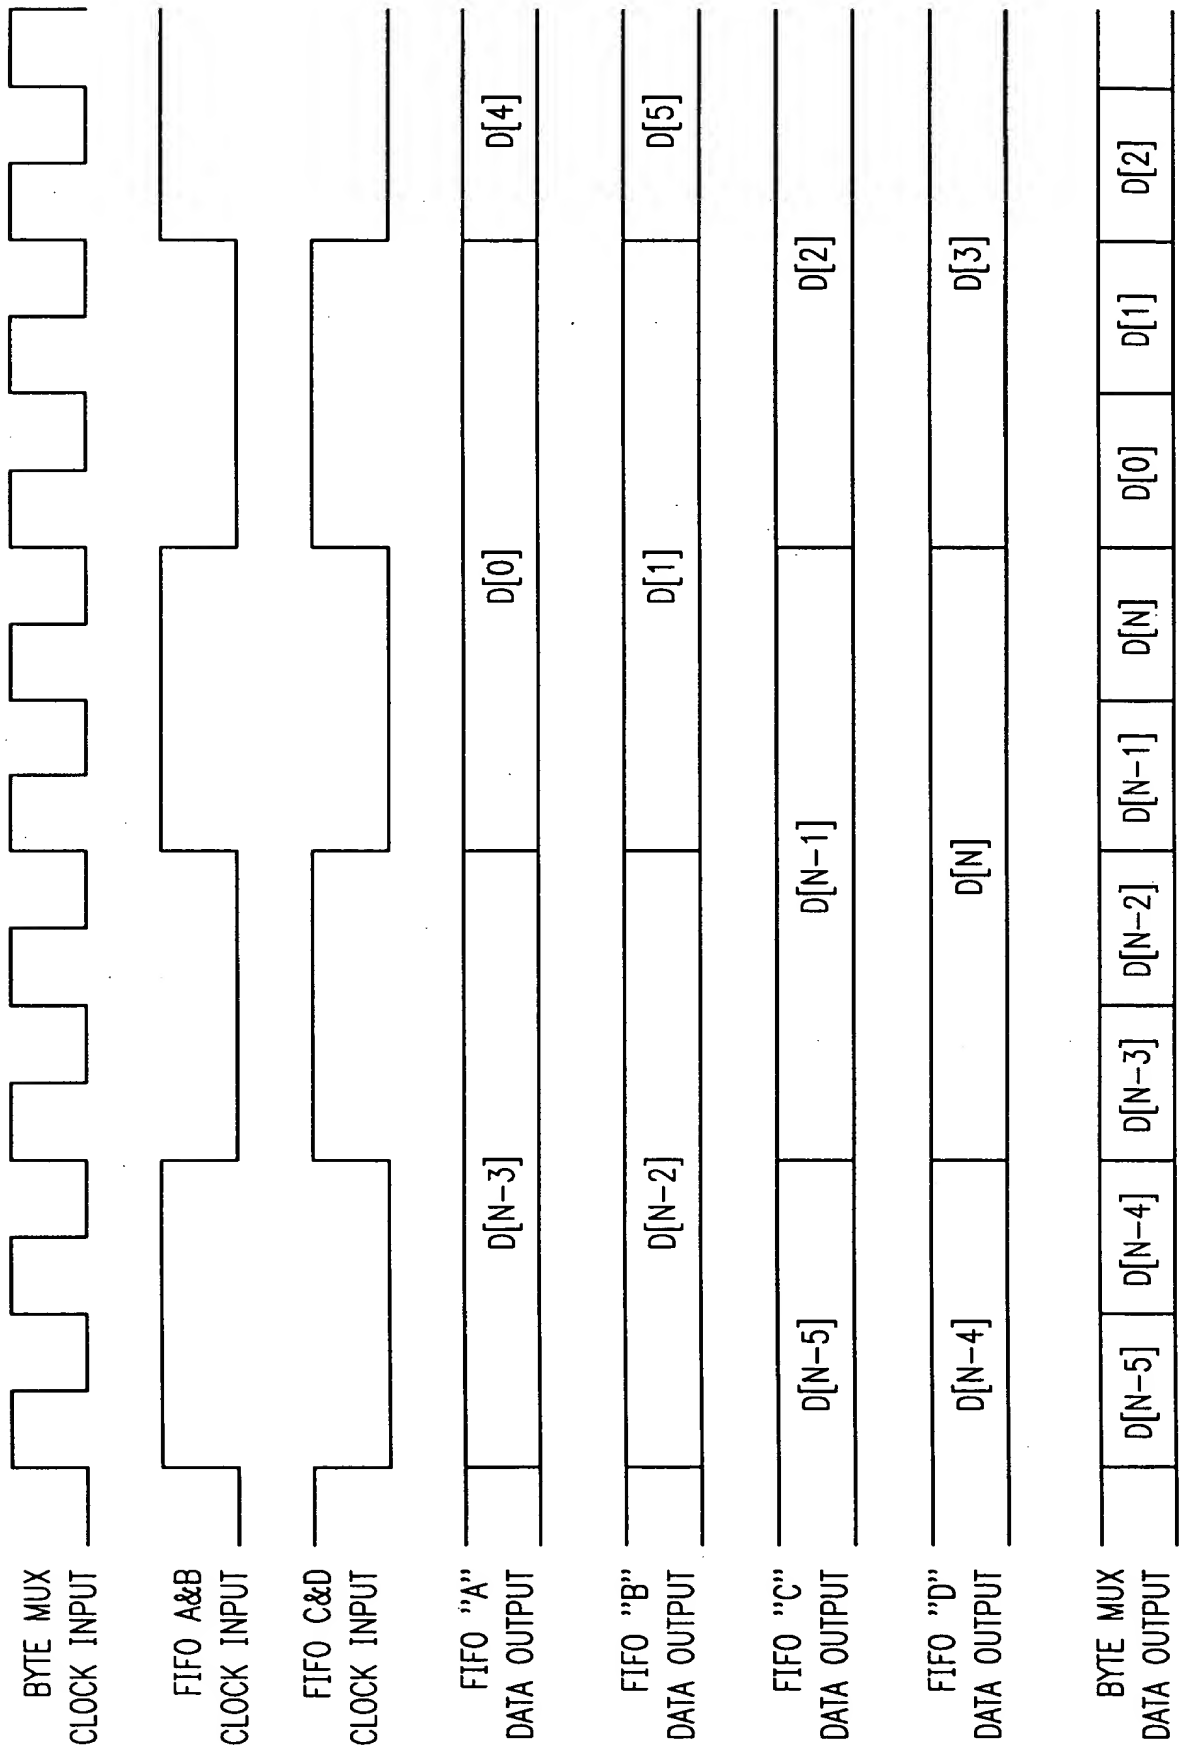 BYTE MUX
CLOCK INPUT
FIFO A&B
CLOCK INPUT
FIFO C&D
CLOCK INPUT
FIFO "A"
DATA OUTPUT
D[N-3]
D[0]
D[4]
FIFO "B"
DATA OUTPUT
D[N-2]
D[1]
D[5]
FIFO "C"
DATA OUTPUT
D[N-5]
D[N-1]
D[2]
FIFO "D"
DATA OUTPUT
D[N-4]
D[N]
D[3]
BYTE MUX
DATA OUTPUT
D[N-5]
D[N-4]
D[N-3]
D[N-2]
D[N-1]
D[N]
D[0]
D[1]
D[2]